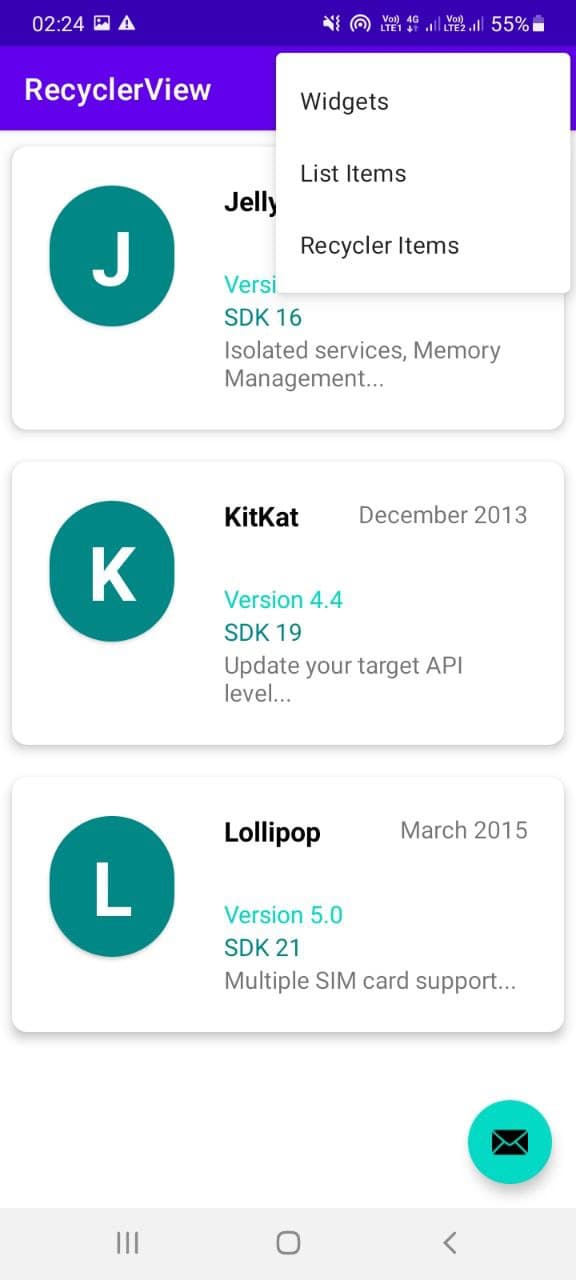 02:24
Vo)) 4G Vo))
LTE1 LTE2 55%
RecyclerView
Widgets
List Items
Recycler Items
J
Jelly
Versi
SDK 16
Isolated services, Memory
Management...
K
KitKat December 2013
Version 4.4
SDK 19
Update your target API
level...
L
Lollipop March 2015
Version 5.0
SDK 21
Multiple SIM card support...